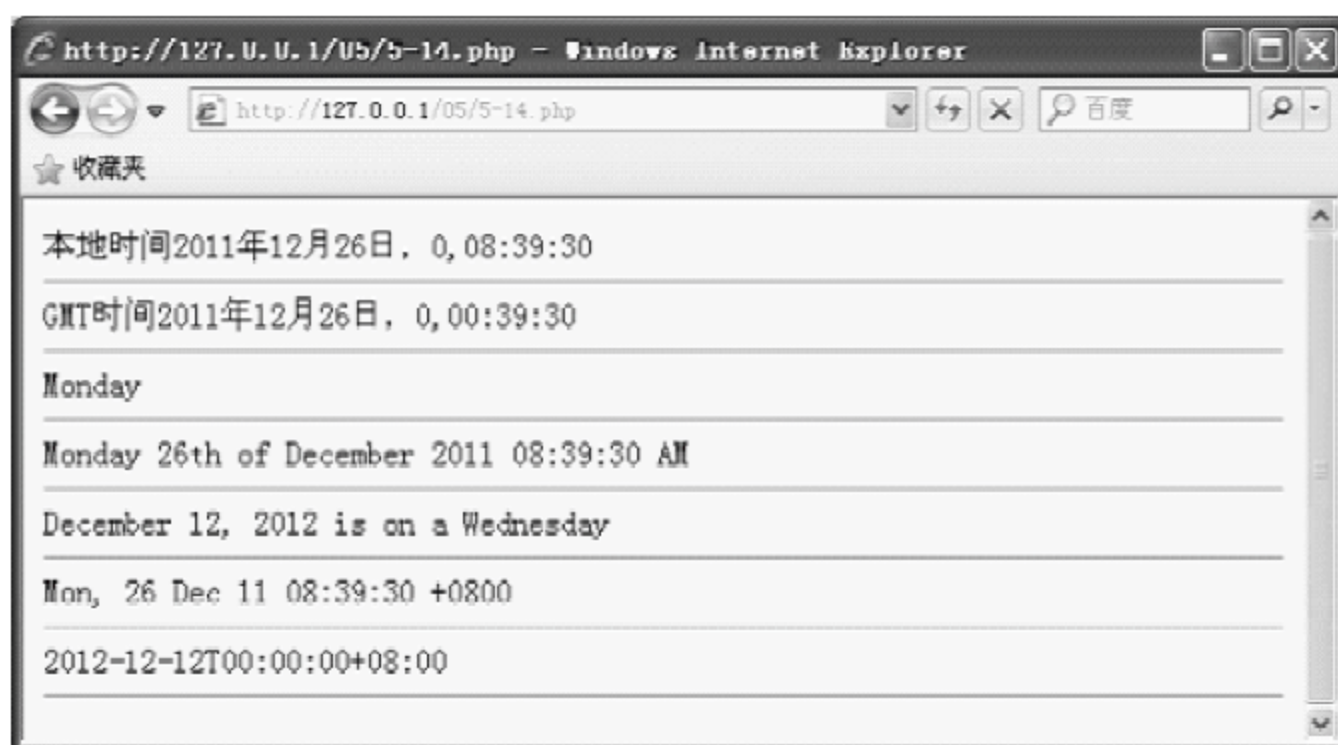 http://127.0.0.1/05/5-14.php - Windows Internet Explorer
http://127.0.0.1/05/5-14.php
百度
收藏夹
本地时间2011年12月26日，0,08:39:30
GMT时间2011年12月26日，0,00:39:30
Monday
Monday 26th of December 2011 08:39:30 AM
December 12, 2012 is on a Wednesday
Mon, 26 Dec 11 08:39:30 +0800
2012-12-12T00:00:00+08:00